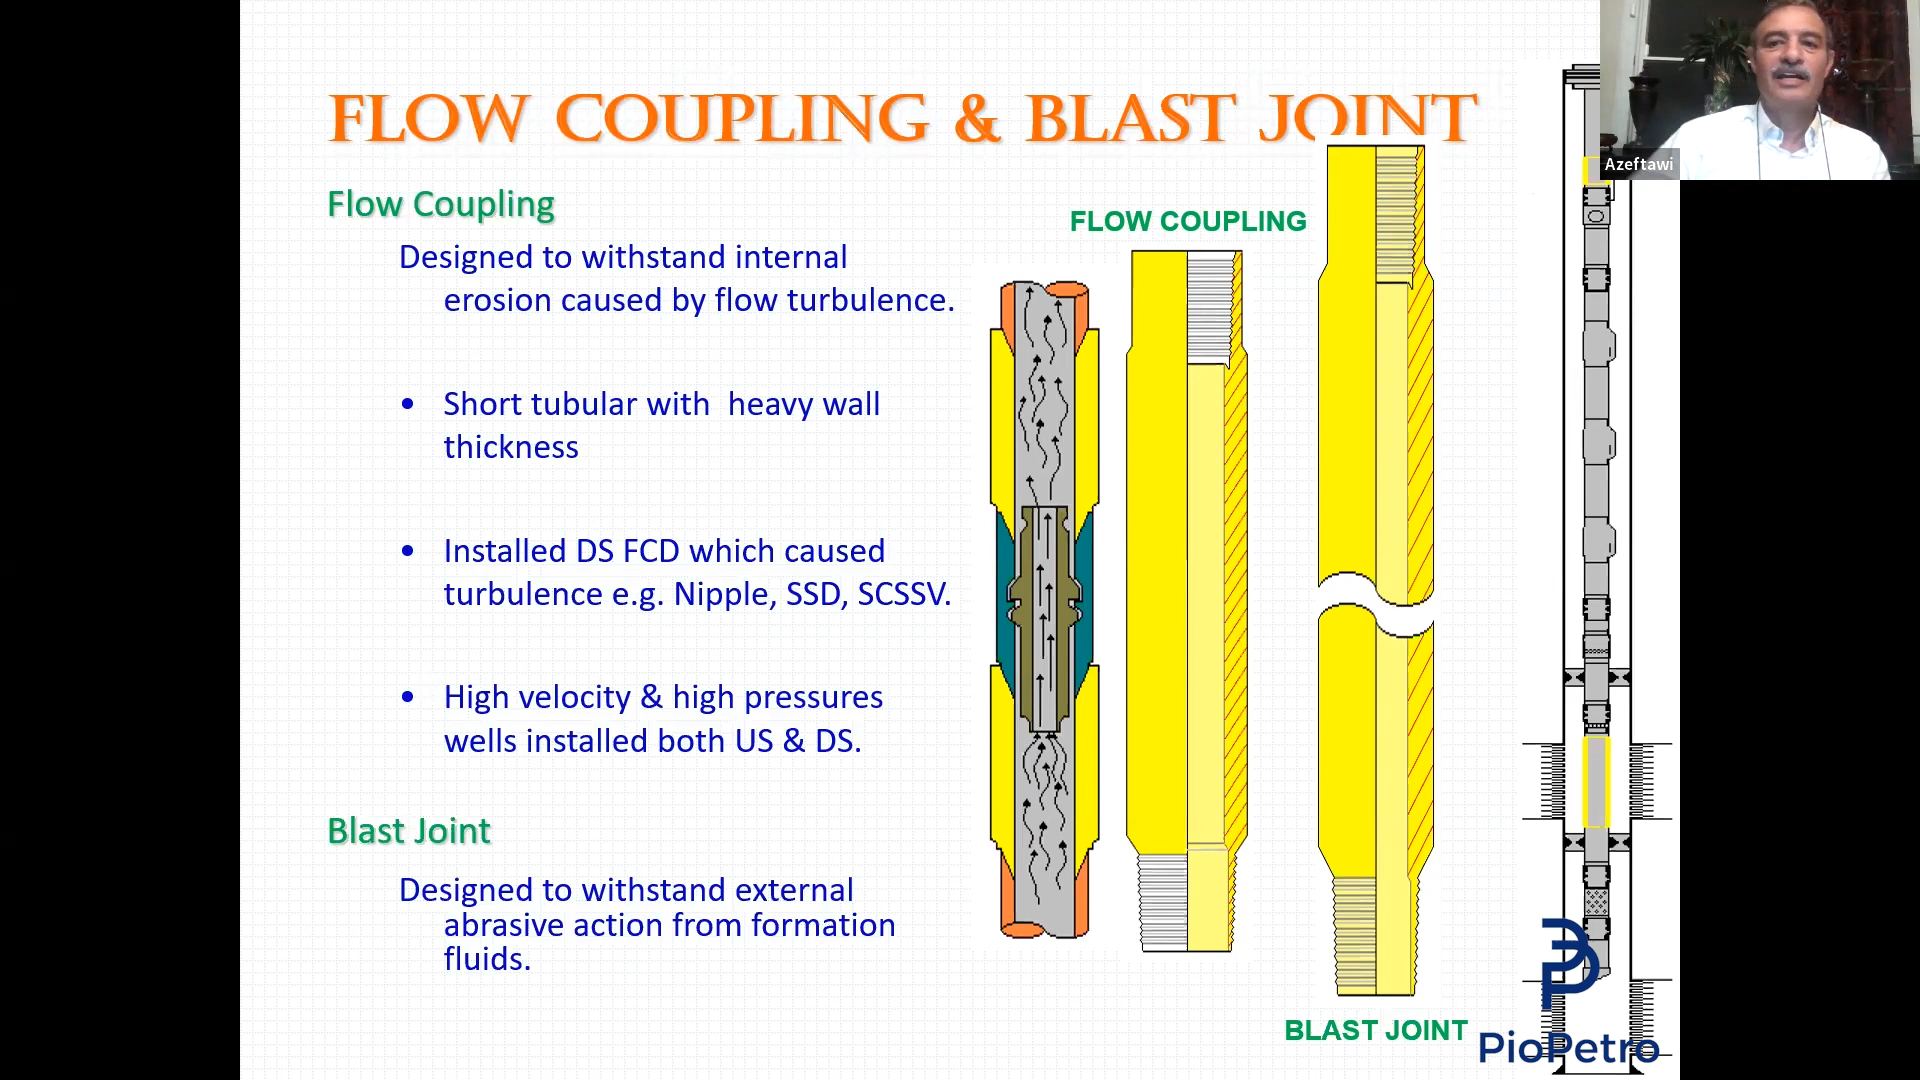 FLOW COUPLING & BLAST JOINT
Azeftawi
Flow Coupling
Designed to withstand internal
erosion caused by flow turbulence.
• Short tubular with heavy wall
thickness
• Installed DS FCD which caused
turbulence e.g. Nipple, SSD, SCSSV.
• High velocity & high pressures
wells installed both US & DS.
Blast Joint
Designed to withstand external
abrasive action from formation
fluids.
FLOW COUPLING
BLAST JOINT
PioPetro